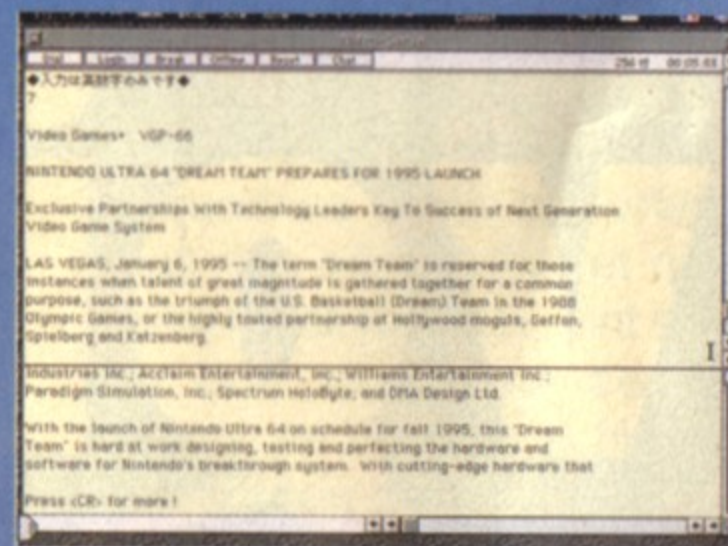 Dial Login Break Offline Reset Chat
◆入力は英数字のみです◆
7
Video Games+ VGP-66
NINTENDO ULTRA 64 "DREAM TEAM" PREPARES FOR 1995 LAUNCH
Exclusive Partnerships With Technology Leaders Key To Success of Next Generation
Video Game System
LAS VEGAS, January 6, 1995 -- The term "Dream Team" is reserved for those
instances when talent of great magnitude is gathered together for a common
purpose, such as the triumph of the U.S. Basketball (Dream) Team in the 1988
Olympic Games, or the highly touted partnership of Hollywood moguls, Geffen,
Spielberg and Katzenberg.
Industries Inc.; Acclaim Entertainment, Inc.; Williams Entertainment Inc.;
Paradigm Simulation, Inc.; Spectrum HoloByte; and DMA Design Ltd.
With the launch of Nintendo Ultra 64 on schedule for fall 1995, this "Dream
Team" is hard at work designing, testing and perfecting the hardware and
software for Nintendo's breakthrough system. With cutting-edge hardware that
Press <CR> for more !